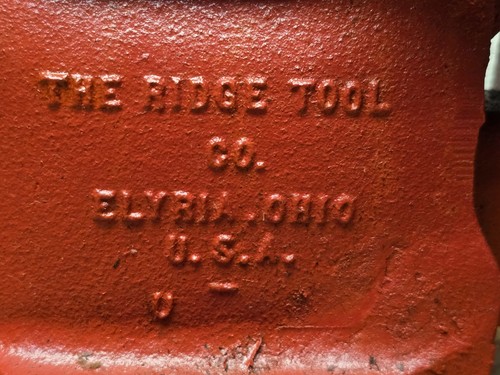 THE RIDGE TOOL
CO.
ELYRIA, OHIO
U.S.A.
D -